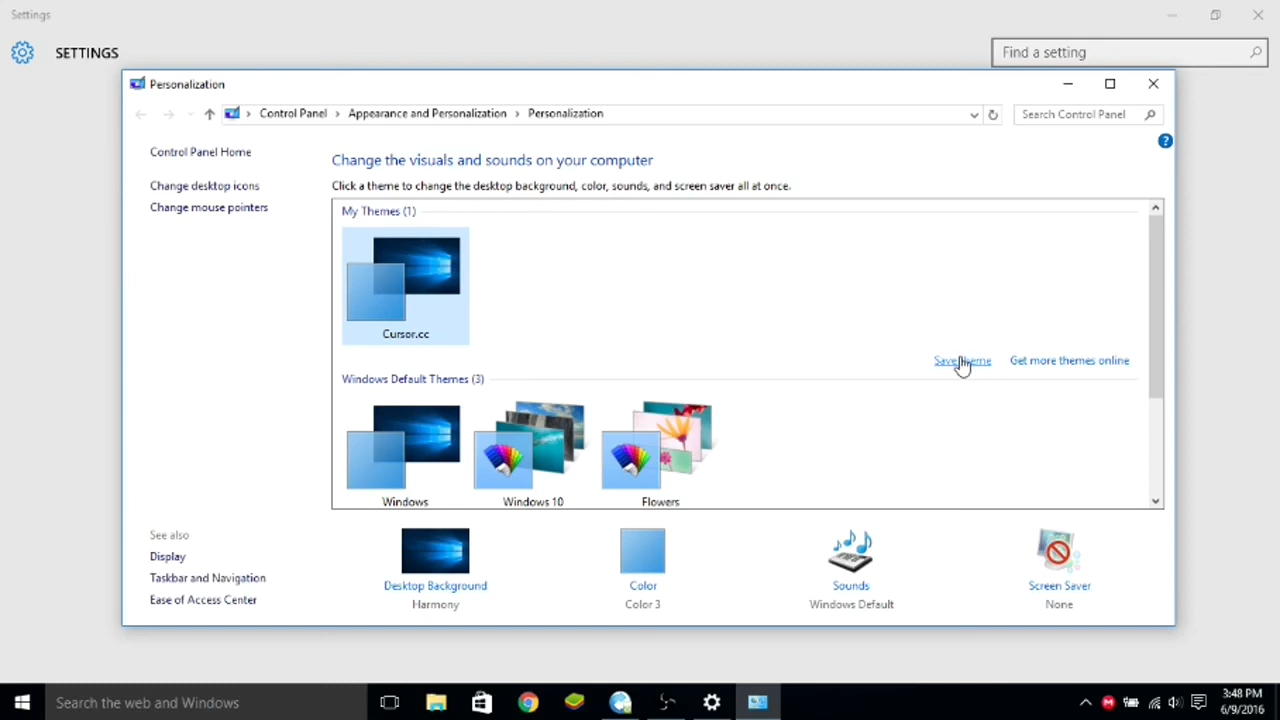 Settings
SETTINGS
Find a setting
Personalization
Control Panel > Appearance and Personalization > Personalization
Search Control Panel
Control Panel Home
Change desktop icons
Change mouse pointers
Change the visuals and sounds on your computer
Click a theme to change the desktop background, color, sounds, and screen saver all at once.
My Themes (1)
Cursor.cc
Save theme
Get more themes online
Windows Default Themes (3)
Windows
Windows 10
Flowers
See also
Display
Taskbar and Navigation
Ease of Access Center
Desktop Background
Harmony
Color
Color 3
Sounds
Windows Default
Screen Saver
None
Search the web and Windows
3:48 PM
6/9/2016